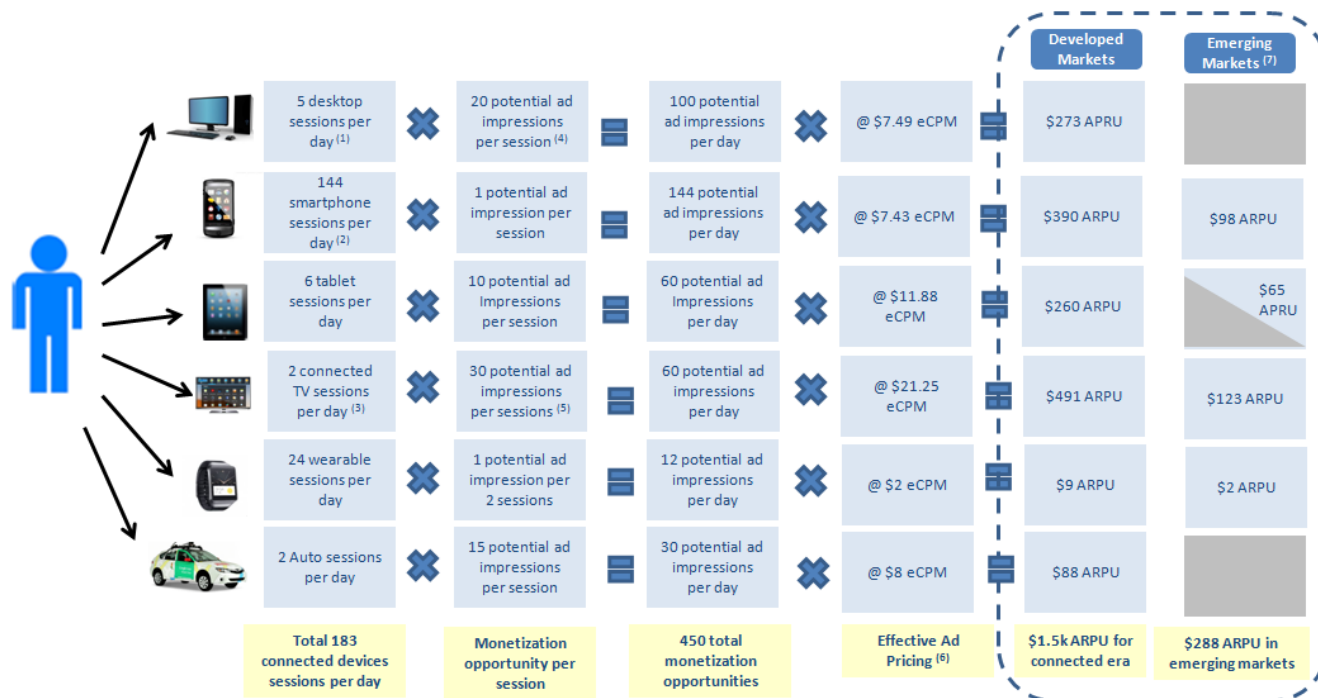 Developed
Markets
Emerging
Markets (7)
5 desktop
sessions per
day (1)
20 potential ad
impressions
per session (4)
100 potential
ad impressions
per day
@ $7.49 eCPM
$273 APRU
144
smartphone
sessions per
day (2)
1 potential ad
impression per
session
144 potential
ad impressions
per day
@ $7.43 eCPM
$390 ARPU
$98 ARPU
6 tablet
sessions per
day
10 potential ad
Impressions
per session
60 potential ad
Impressions
per day
@ $11.88
eCPM
$260 ARPU
$65
APRU
2 connected
TV sessions
per day (3)
30 potential ad
impressions
per sessions (5)
60 potential ad
impressions
per day
@ $21.25
eCPM
$491 ARPU
$123 ARPU
24 wearable
sessions per
day
1 potential ad
impression per
2 sessions
12 potential ad
impressions
per day
@ $2 eCPM
$9 ARPU
$2 ARPU
2 Auto sessions
per day
15 potential ad
impressions
per session
30 potential ad
impressions
per day
@ $8 eCPM
$88 ARPU
Total 183
connected devices
sessions per day
Monetization
opportunity per
session
450 total
monetization
opportunities
Effective Ad
Pricing (6)
$1.5k ARPU for
connected era
$288 ARPU in
emerging markets